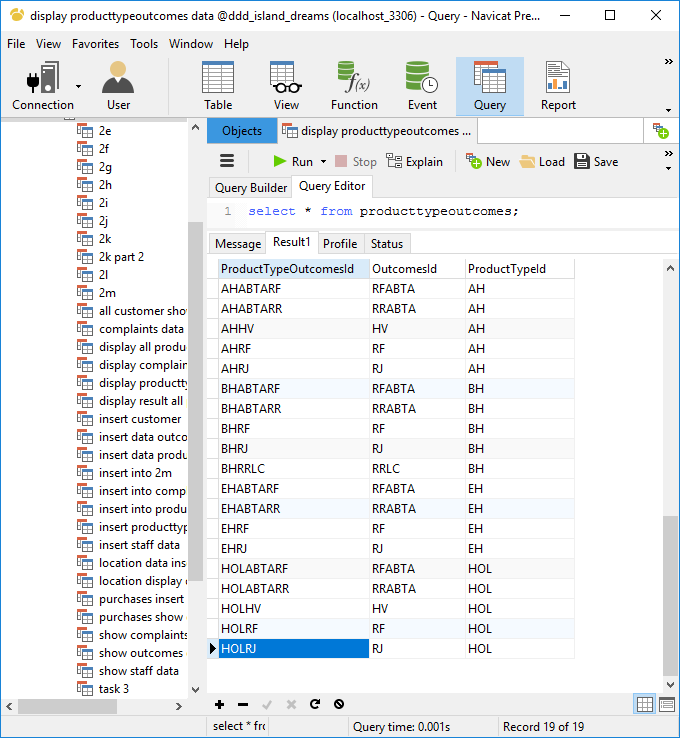 display producttypeoutcomes data @ddd_island_dreams (localhost_3306) - Query - Navicat Pre...
File View Favorites Tools Window Help
Connection User Table View Function Event Query Report
Objects display producttypeoutcomes ...
Run Stop Explain New Load Save
Query Builder Query Editor
1 select * from producttypeoutcomes;
Message Result1 Profile Status
ProductTypeOutcomesId OutcomesId ProductTypeId
AHABTARF RFABTA AH
AHABTARR RRABTA AH
AHHV HV AH
AHRF RF AH
AHRJ RJ AH
BHABTARF RFABTA BH
BHABTARR RRABTA BH
BHRF RF BH
BHRJ RJ BH
BHRRLC RRLC BH
EHABTARF RFABTA EH
EHABTARR RRABTA EH
EHRF RF EH
EHRJ RJ EH
HOLABTARF RFABTA HOL
HOLABTARR RRABTA HOL
HOLHV HV HOL
HOLRF RF HOL
HOLRJ RJ HOL
2e
2f
2g
2h
2i
2j
2k
2k part 2
2l
2m
all customer show
complaints data
display all produ
display complain
display productty
display result all
insert customer
insert data outco
insert data produ
insert into 2m
insert into comp
insert into produ
insert producttyp
insert staff data
location data ins
location display
purchases insert
purchases show
show complaints
show outcomes
show staff data
task 3
select * fro Query time: 0.001s Record 19 of 19